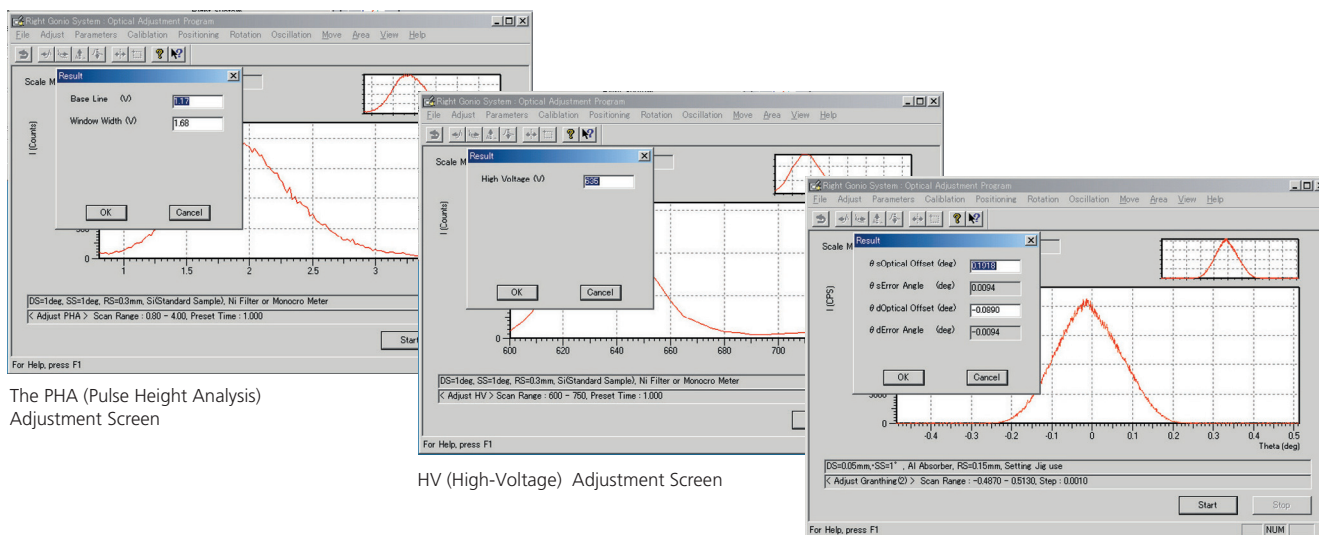 Right Gonio System : Optical Adjustment Program
File Adjust Parameters Caliblation Positioning Rotation Oscillation Move Area View Help
Scale M
Result
Base Line (V) 1.17
Window Width (V) 1.68
OK Cancel
I (Counts)
0
1 1.5 2 2.5 3
DS=1deg, SS=1deg, RS=0.3mm, Si(Standard Sample), Ni Filter or Monocro Meter
< Adjust PHA > Scan Range : 0.80 - 4.00, Preset Time : 1.000
Start
For Help, press F1
The PHA (Pulse Height Analysis)
Adjustment Screen
Right Gonio System : Optical Adjustment Program
File Adjust Parameters Caliblation Positioning Rotation Oscillation Move Area View Help
Scale M
Result
High Voltage (V) 635
OK Cancel
I (Counts)
0
600 620 640 660 680 700
DS=1deg, SS=1deg, RS=0.3mm, Si(Standard Sample), Ni Filter or Monocro Meter
< Adjust HV > Scan Range : 600 - 750, Preset Time : 1.000
For Help, press F1
HV (High-Voltage) Adjustment Screen
Right Gonio System : Optical Adjustment Program
File Adjust Parameters Caliblation Positioning Rotation Oscillation Move Area View Help
Scale M
Result
θ sOptical Offset (deg) 0.1918
θ sError Angle (deg) 0.0094
θ dOptical Offset (deg) -0.0890
θ dError Angle (deg) -0.0094
OK Cancel
I (CPS)
0
-0.4 -0.3 -0.2 -0.1 0 0.1 0.2 0.3 0.4 0.5
Theta (deg)
DS=0.05mm,·SS=1°, Al Absorber, RS=0.15mm, Setting Jig use
< Adjust Granthing(2) > Scan Range : -0.4870 - 0.5130, Step : 0.0010
Start Stop
For Help, press F1
NUM